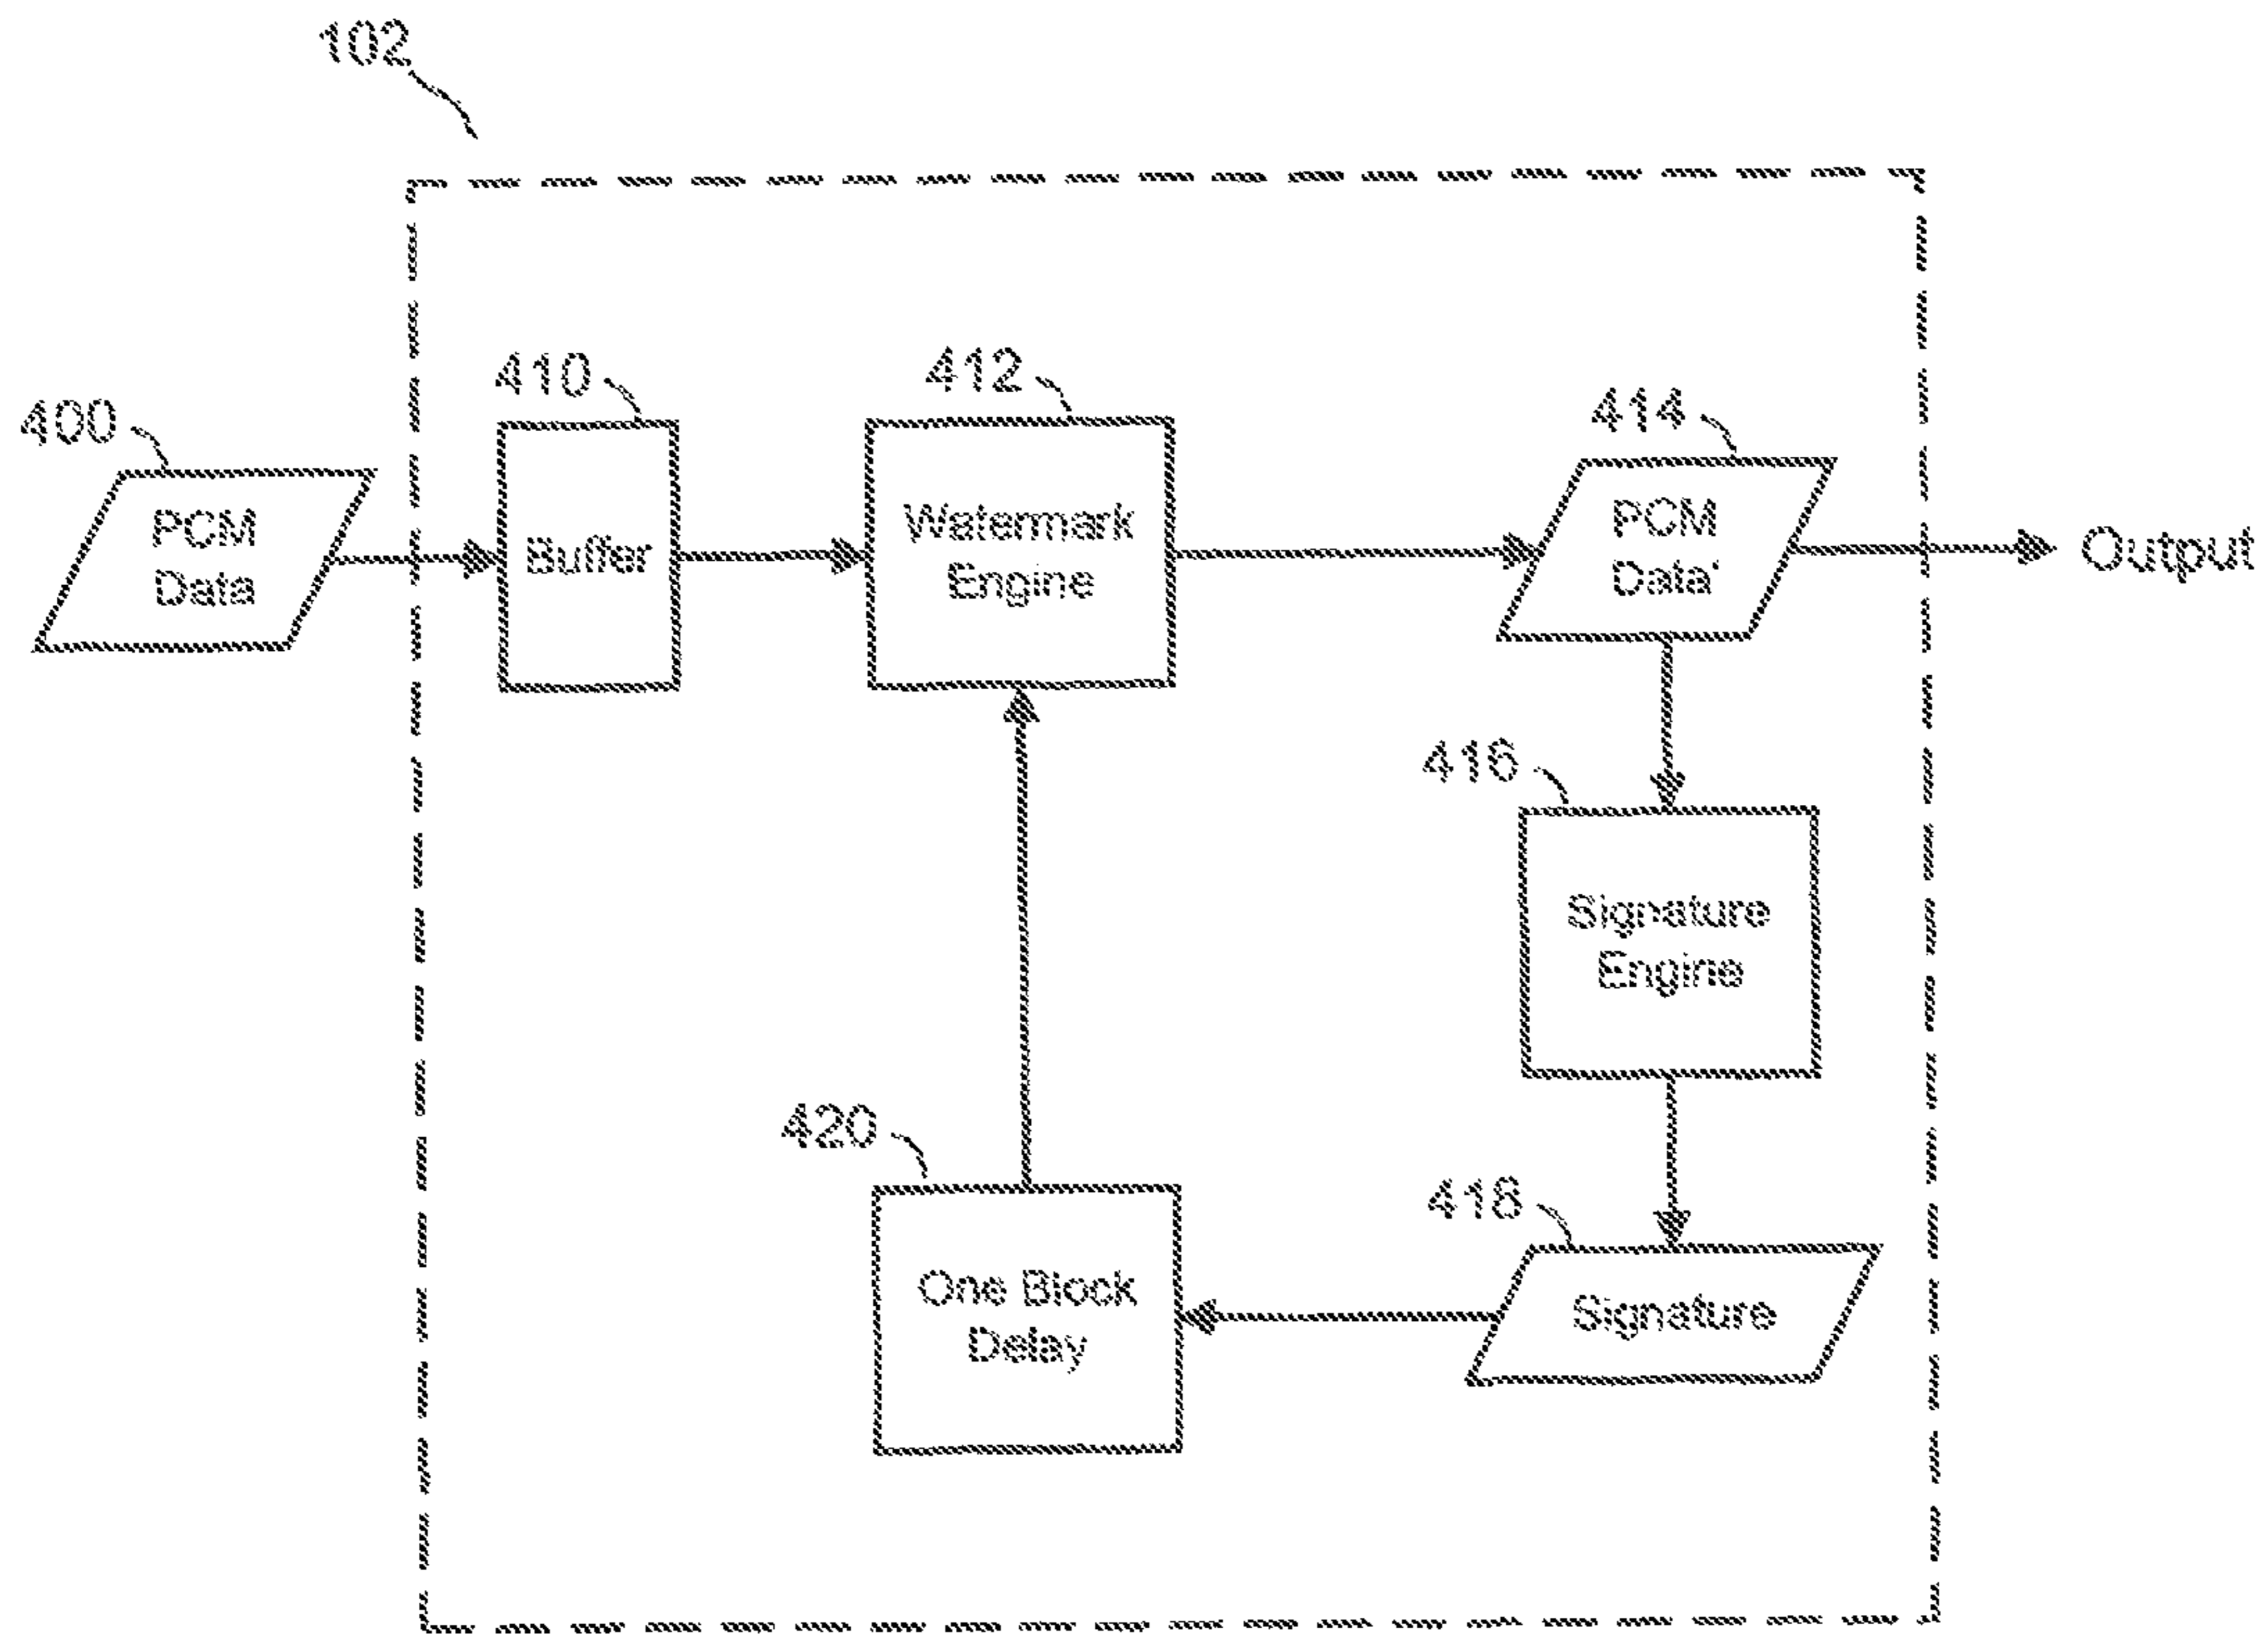 102
410
412
400
414
PCM
Data
Buffer
Watermark
Engine
PCM
Data'
Output
416
Signature
Engine
420
418
One Block
Delay
Signature